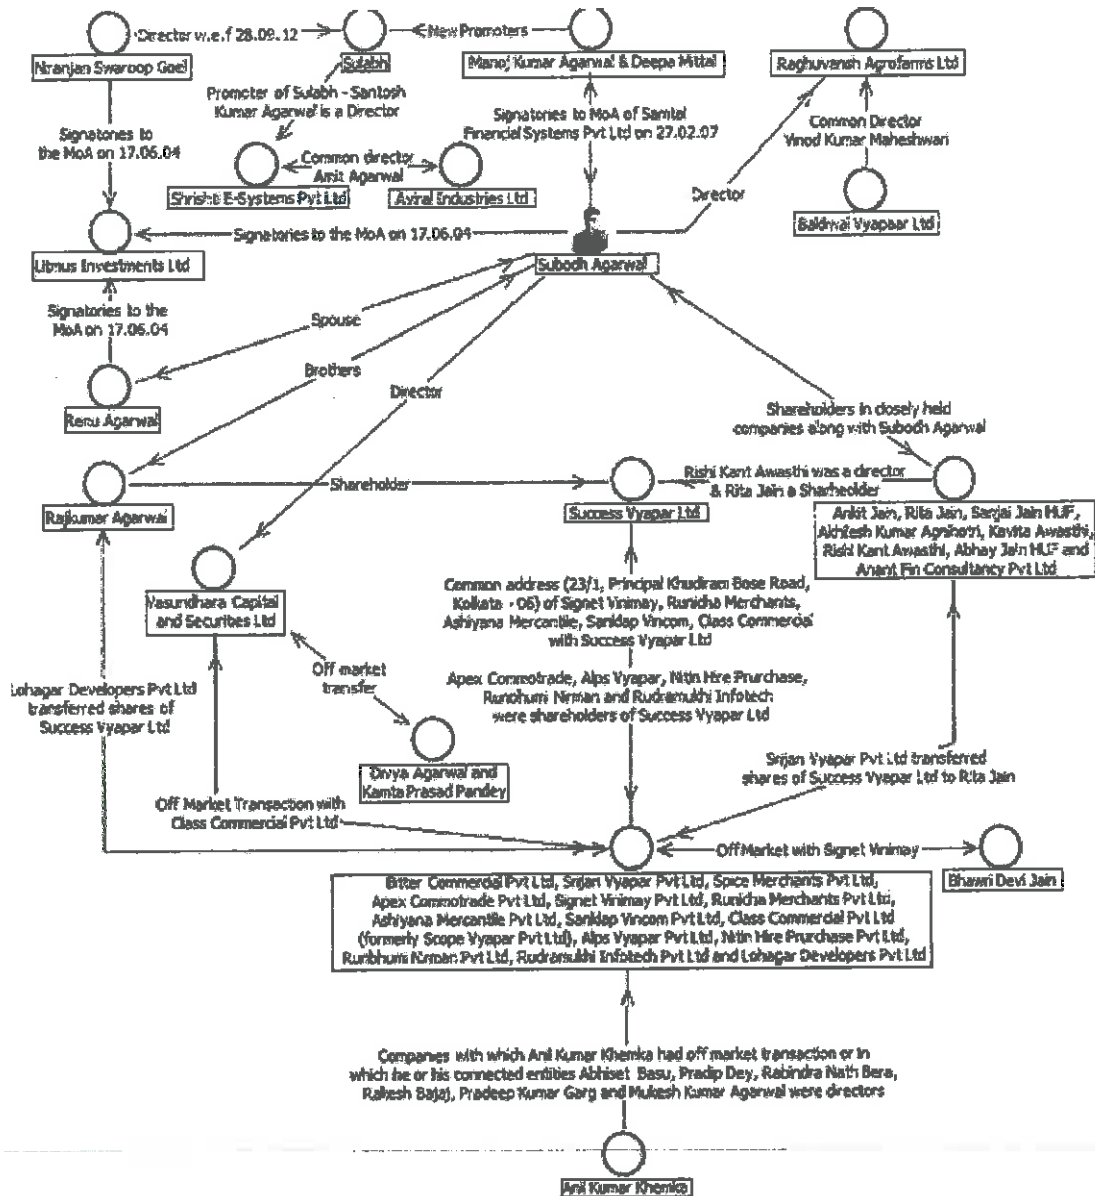 Director w.e.f 28.09.12
New Promoters
Niranjan Swaroop Goel
Sulabh
Manoj Kumar Agarwal & Deepa Mittal
Raghuvansh Agrofarms Ltd
Promoter of Sulabh - Santosh
Kumar Agarwal is a Director
Signatories to MoA of Samtal
Financial Systems Pvt Ltd on 27.02.07
Signatories to
the MoA on 17.06.04
Common Director
Vinod Kumar Maheshwari
Common director
Amit Agarwal
Shrishti E-Systems Pvt Ltd
Aviral Industries Ltd
Director
Baldhwal Vyapaar Ltd
Signatories to the MoA on 17.06.04
Litmus Investments Ltd
Subodh Agarwal
Signatories to the
MoA on 17.06.04
Spouse
Brothers
Director
Renu Agarwal
Shareholders in closely held
companies along with Subodh Agarwal
Shareholder
Rishi Kant Awasthi was a director
& Rita Jain a Sharheolder
Rajkumar Agarwal
Success Vyapar Ltd
Ankit Jain, Rita Jain, Sanjai Jain HUF,
Akhilesh Kumar Agnihotri, Kavita Awasthi,
Rishi Kant Awasthi, Abhay Jain HUF and
Anant Fin Consultancy Pvt Ltd
Vasundhara Capital
and Securities Ltd
Common address (23/1, Principal Khudiram Bose Road,
Kolkata - 06) of Signet Vinimay, Runicha Merchants,
Ashiyana Mercantile, Sanklap Vincom, Class Commercial
with Success Vyapar Ltd
Off market
transfer
Lohagar Developers Pvt Ltd
transferred shares of
Success Vyapar Ltd
Apex Commotrade, Alps Vyapar, Nitin Hire Prurchase,
Runbhumi Nirman and Rudramukhi Infotech
were shareholders of Success Vyapar Ltd
Divya Agarwal and
Kamta Prasad Pandey
Srijan Vyapar Pvt Ltd transferred
shares of Success Vyapar Ltd to Rita Jain
Off Market Transaction with
Class Commercial Pvt Ltd
Off Market with Signet Vinimay
Bhawri Devi Jain
Bitter Commercial Pvt Ltd, Srijan Vyapar Pvt Ltd, Spice Merchants Pvt Ltd,
Apex Commotrade Pvt Ltd, Signet Vinimay Pvt Ltd, Runicha Merchants Pvt Ltd,
Ashiyana Mercantile Pvt Ltd, Sanklap Vincom Pvt Ltd, Class Commercial Pvt Ltd
(formerly Scope Vyapar Pvt Ltd), Alps Vyapar Pvt Ltd, Nitin Hire Prurchase Pvt Ltd,
Runbhumi Nirman Pvt Ltd, Rudramukhi Infotech Pvt Ltd and Lohagar Developers Pvt Ltd
Companies with which Anil Kumar Khemka had off market transaction or in
which he or his connected entities Abhiset Basu, Pradip Dey, Rabindra Nath Bera,
Rakesh Bajaj, Pradeep Kumar Garg and Mukesh Kumar Agarwal were directors
Anil Kumar Khemka